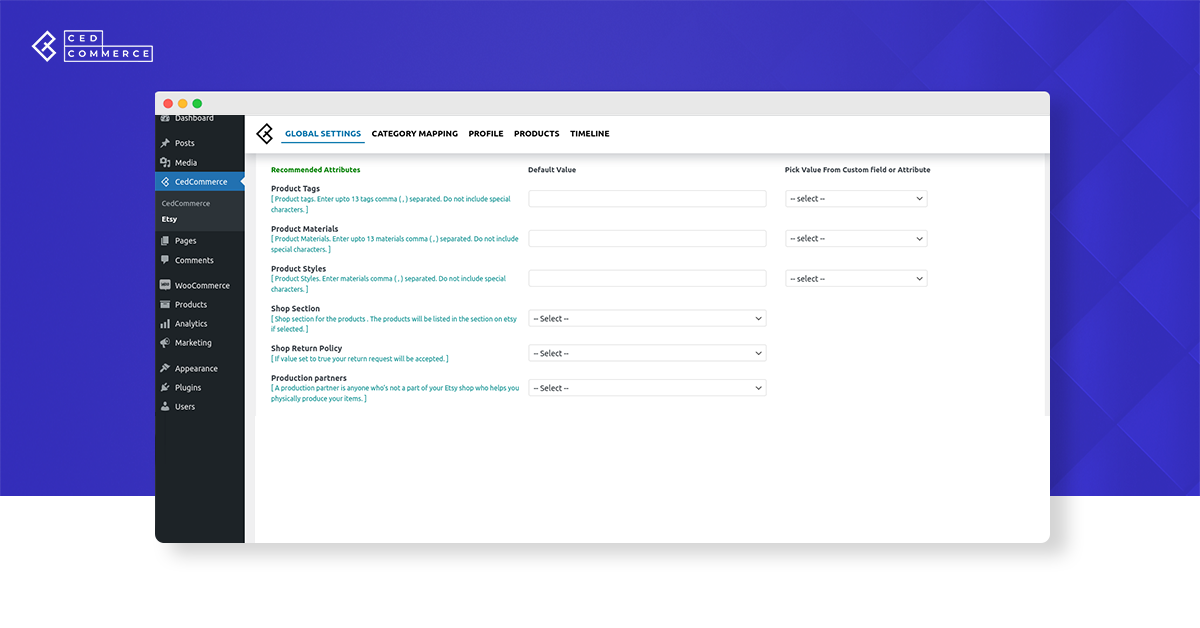 CED
COMMERCE
Dashboard
Posts
Media
CedCommerce
CedCommerce
Etsy
Pages
Comments
WooCommerce
Products
Analytics
Marketing
Appearance
Plugins
Users
GLOBAL SETTINGS CATEGORY MAPPING PROFILE PRODUCTS TIMELINE
Recommended Attributes Default Value Pick Value From Custom field or Attribute
Product Tags
[ Product tags. Enter upto 13 tags comma ( , ) separated. Do not include special
characters. ]
-- select --
Product Materials
[ Product Materials. Enter upto 13 materials comma ( , ) separated. Do not include
special characters. ]
-- select --
Product Styles
[ Product Styles. Enter materials comma ( , ) separated. Do not include special
characters. ]
-- select --
Shop Section
[ Shop section for the products . The products will be listed in the section on etsy
if selected. ]
-- Select --
Shop Return Policy
[ If value set to true your return request will be accepted. ]
-- Select --
Production partners
[ A production partner is anyone who's not a part of your Etsy shop who helps you
physically produce your items. ]
-- Select --